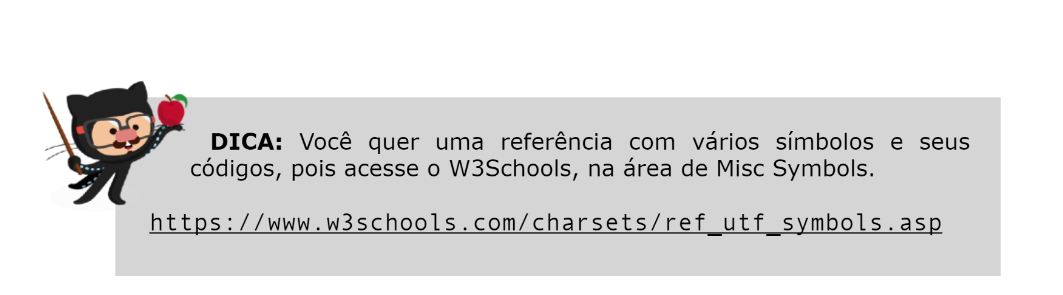 DICA: Você quer uma referência com vários símbolos e seus
códigos, pois acesse o W3Schools, na área de Misc Symbols.
https://www.w3schools.com/charsets/ref_utf_symbols.asp